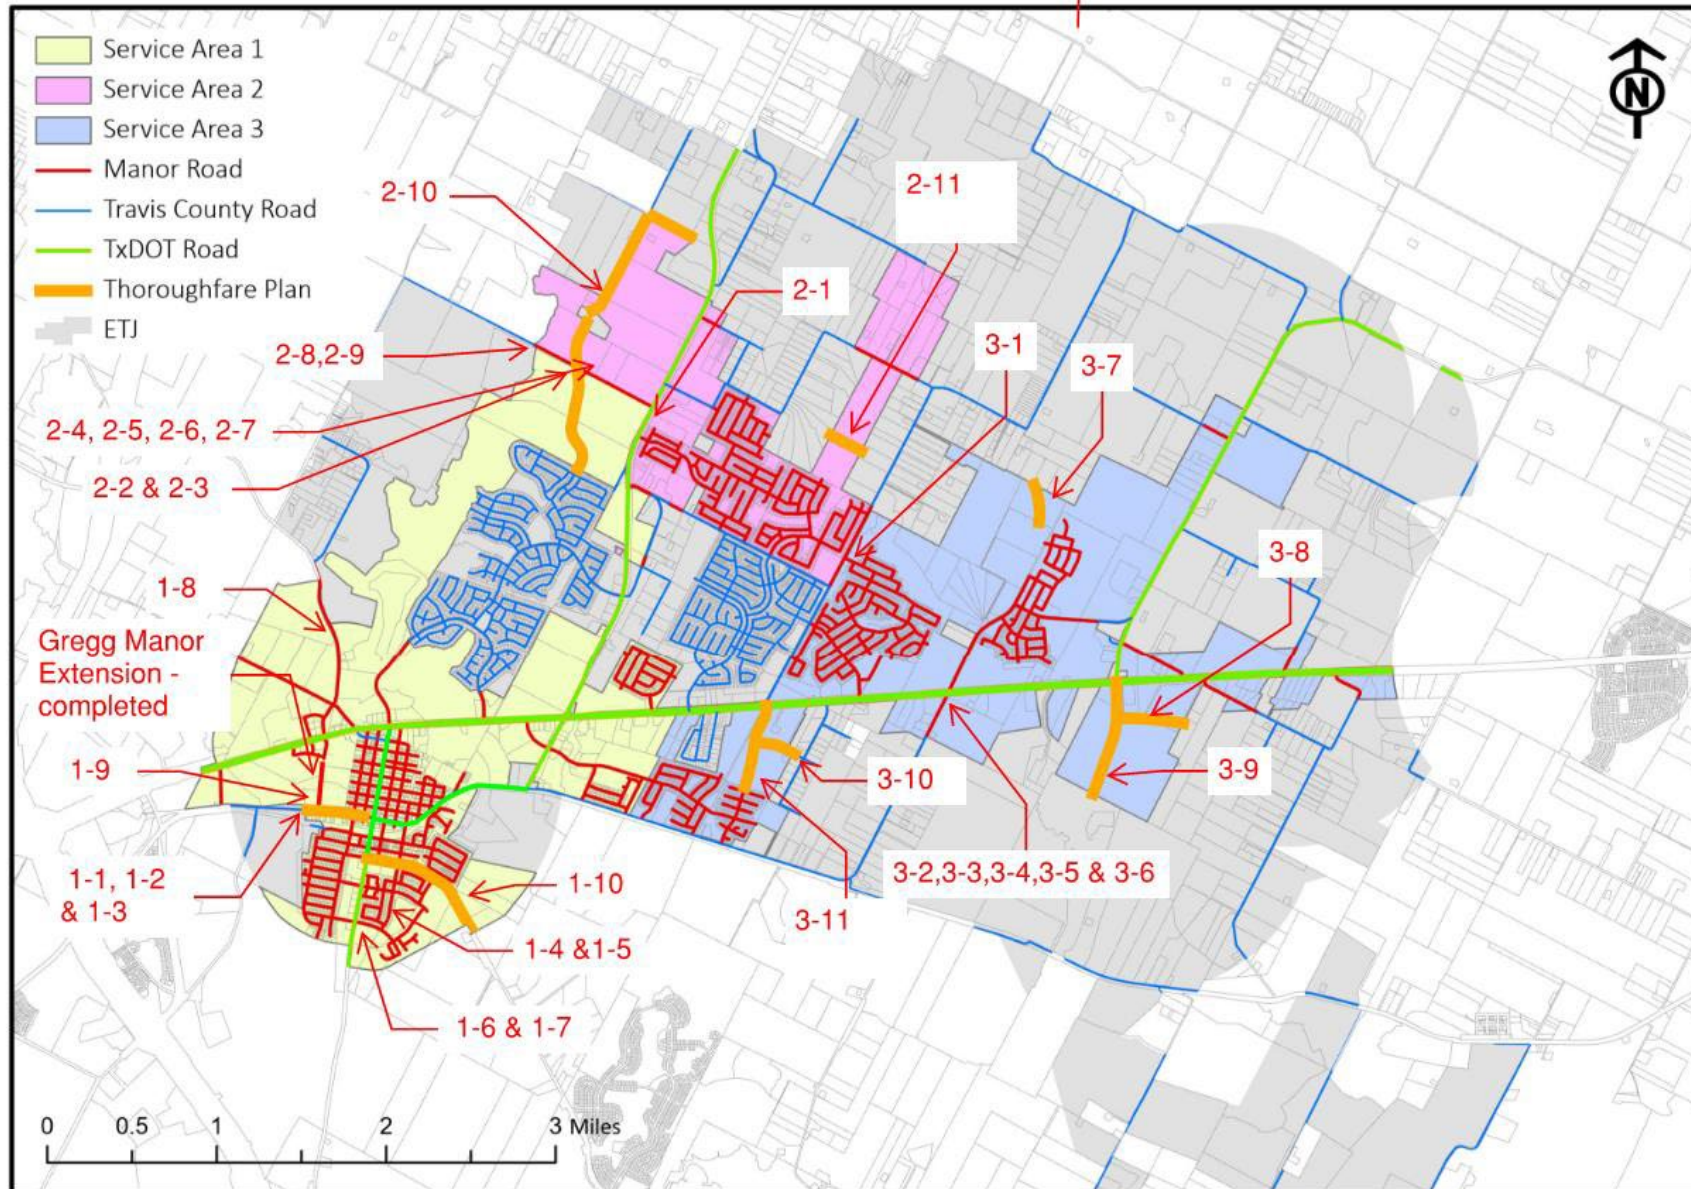 Service Area 1
Service Area 2
Service Area 3
Manor Road
Travis County Road
TxDOT Road
Thoroughfare Plan
ETJ
N
2-10
2-11
2-1
3-1
3-7
2-8,2-9
2-4, 2-5, 2-6, 2-7
2-2 & 2-3
3-8
1-8
Gregg Manor
Extension -
completed
1-9
3-9
3-10
1-1, 1-2
& 1-3
1-10
3-2,3-3,3-4,3-5 & 3-6
3-11
1-4 &1-5
1-6 & 1-7
0 0.5 1 2 3 Miles